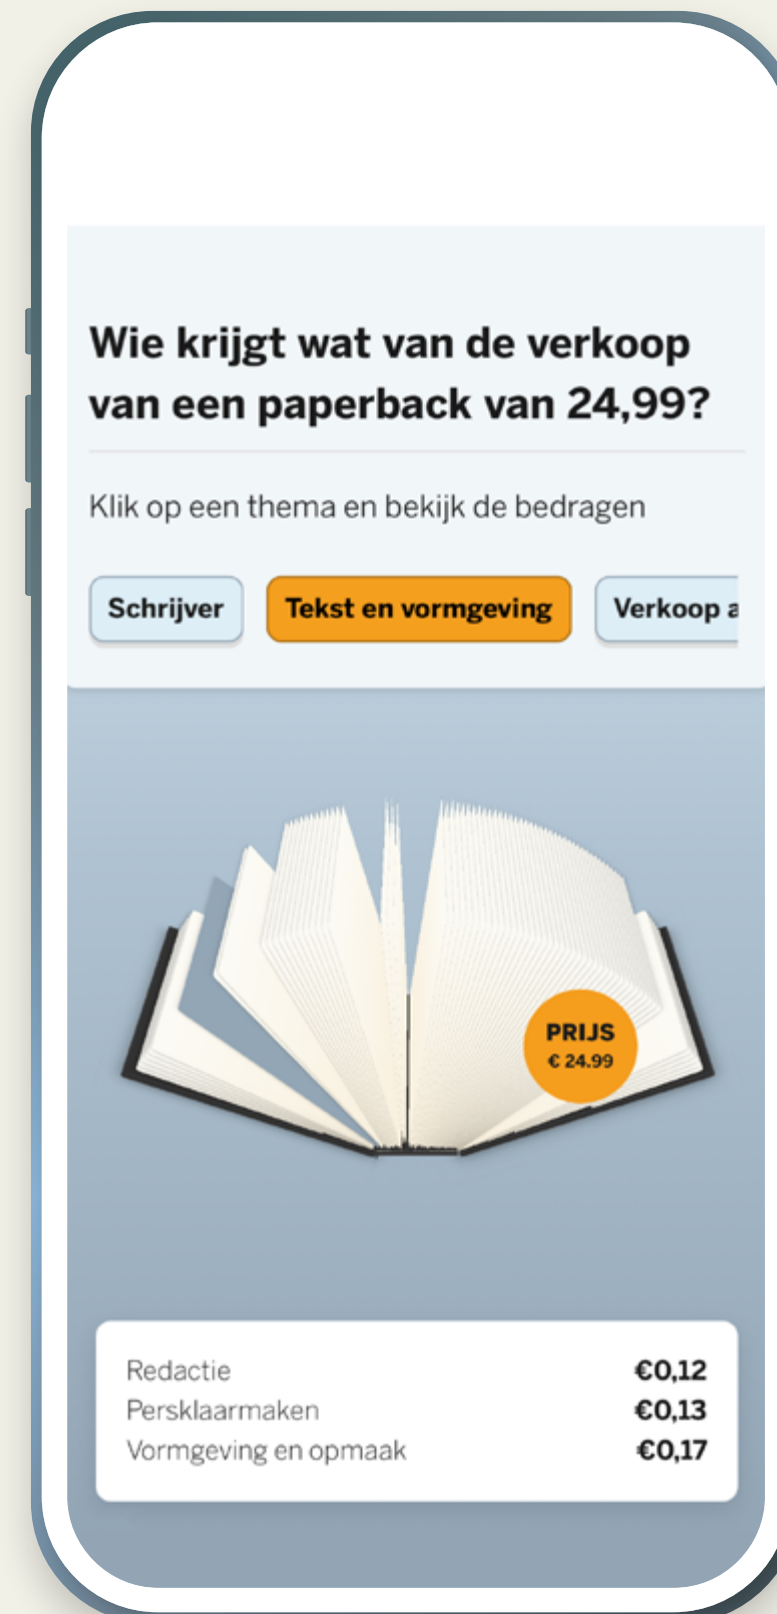 Wie krijgt wat van de verkoop
van een paperback van 24,99?
Klik op een thema en bekijk de bedragen
Schrijver
Tekst en vormgeving
Verkoop a
PRIJS
€ 24.99
Redactie €0,12
Persklaarmaken €0,13
Vormgeving en opmaak €0,17